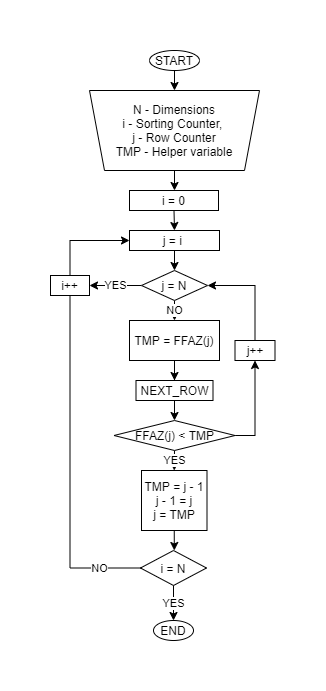 START
N - Dimensions
i - Sorting Counter,
j - Row Counter
TMP - Helper variable
i = 0
j = i
i++
YES
j = N
NO
TMP = FFAZ(j)
j++
NEXT_ROW
FFAZ(j) < TMP
YES
TMP = j - 1
j - 1 = j
j = TMP
NO
i = N
YES
END